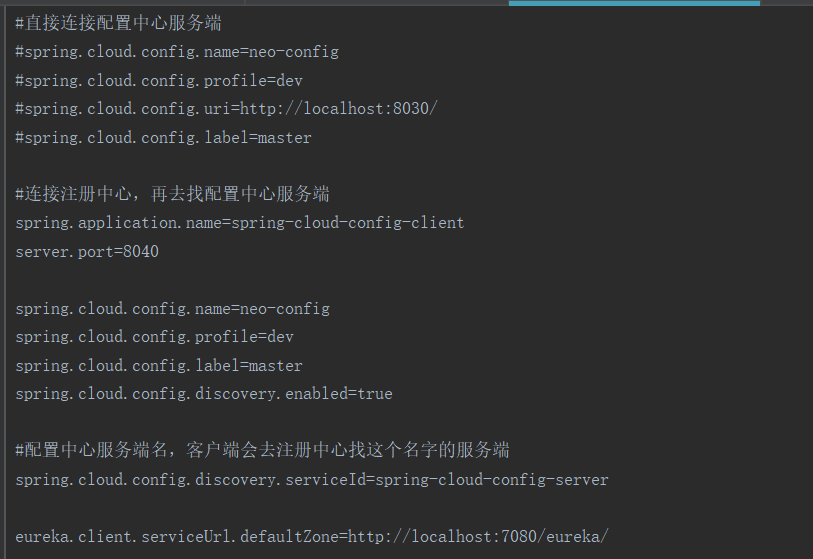 #直接连接配置中心服务端
#spring.cloud.config.name=neo-config
#spring.cloud.config.profile=dev
#spring.cloud.config.uri=http://localhost:8030/
#spring.cloud.config.label=master
#连接注册中心，再去找配置中心服务端
spring.application.name=spring-cloud-config-client
server.port=8040
spring.cloud.config.name=neo-config
spring.cloud.config.profile=dev
spring.cloud.config.label=master
spring.cloud.config.discovery.enabled=true
#配置中心服务端名，客户端会去注册中心找这个名字的服务端
spring.cloud.config.discovery.serviceId=spring-cloud-config-server
eureka.client.serviceUrl.defaultZone=http://localhost:7080/eureka/